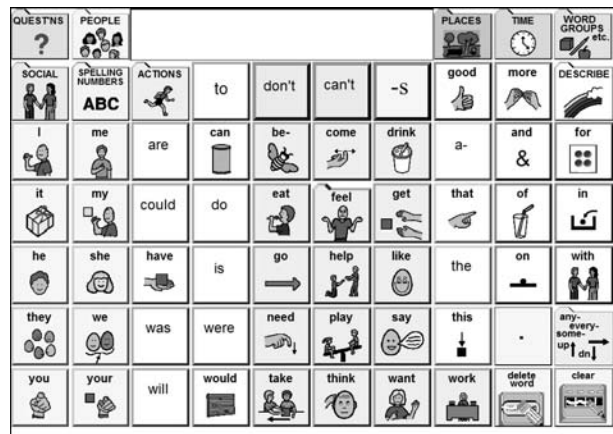 QUEST'NS PEOPLE PLACES TIME WORD GROUPS etc.
?
SOCIAL SPELLING NUMBERS ABC ACTIONS to don't can't -s good more DESCRIBE
I me are can be- come drink a- and & for
it my could do eat feel get that of in
he she have is go help like the on with
they we was were need play say this . any- every- some- up dn
you your will would take think want work delete word clear